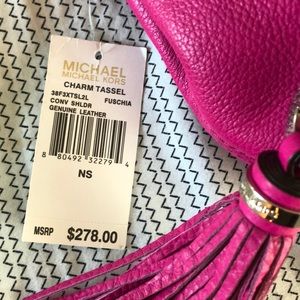 MICHAEL
MICHAEL KORS
CHARM TASSEL
38F3XTSL2L
CONV SHLDR FUSCHIA
GENUINE LEATHER
8 80492 32279 4
NS
MSRP $278.00